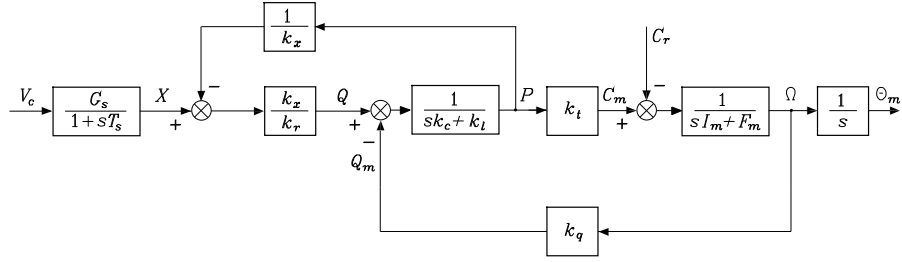 1
k_x
C_r
V_c
G_s
1+sT_s
X
−
+
k_x
k_r
Q
+
−
Q_m
1
sk_c+k_l
P
k_t
C_m
+
−
1
sI_m+F_m
Ω
1
s
Θ_m
k_q